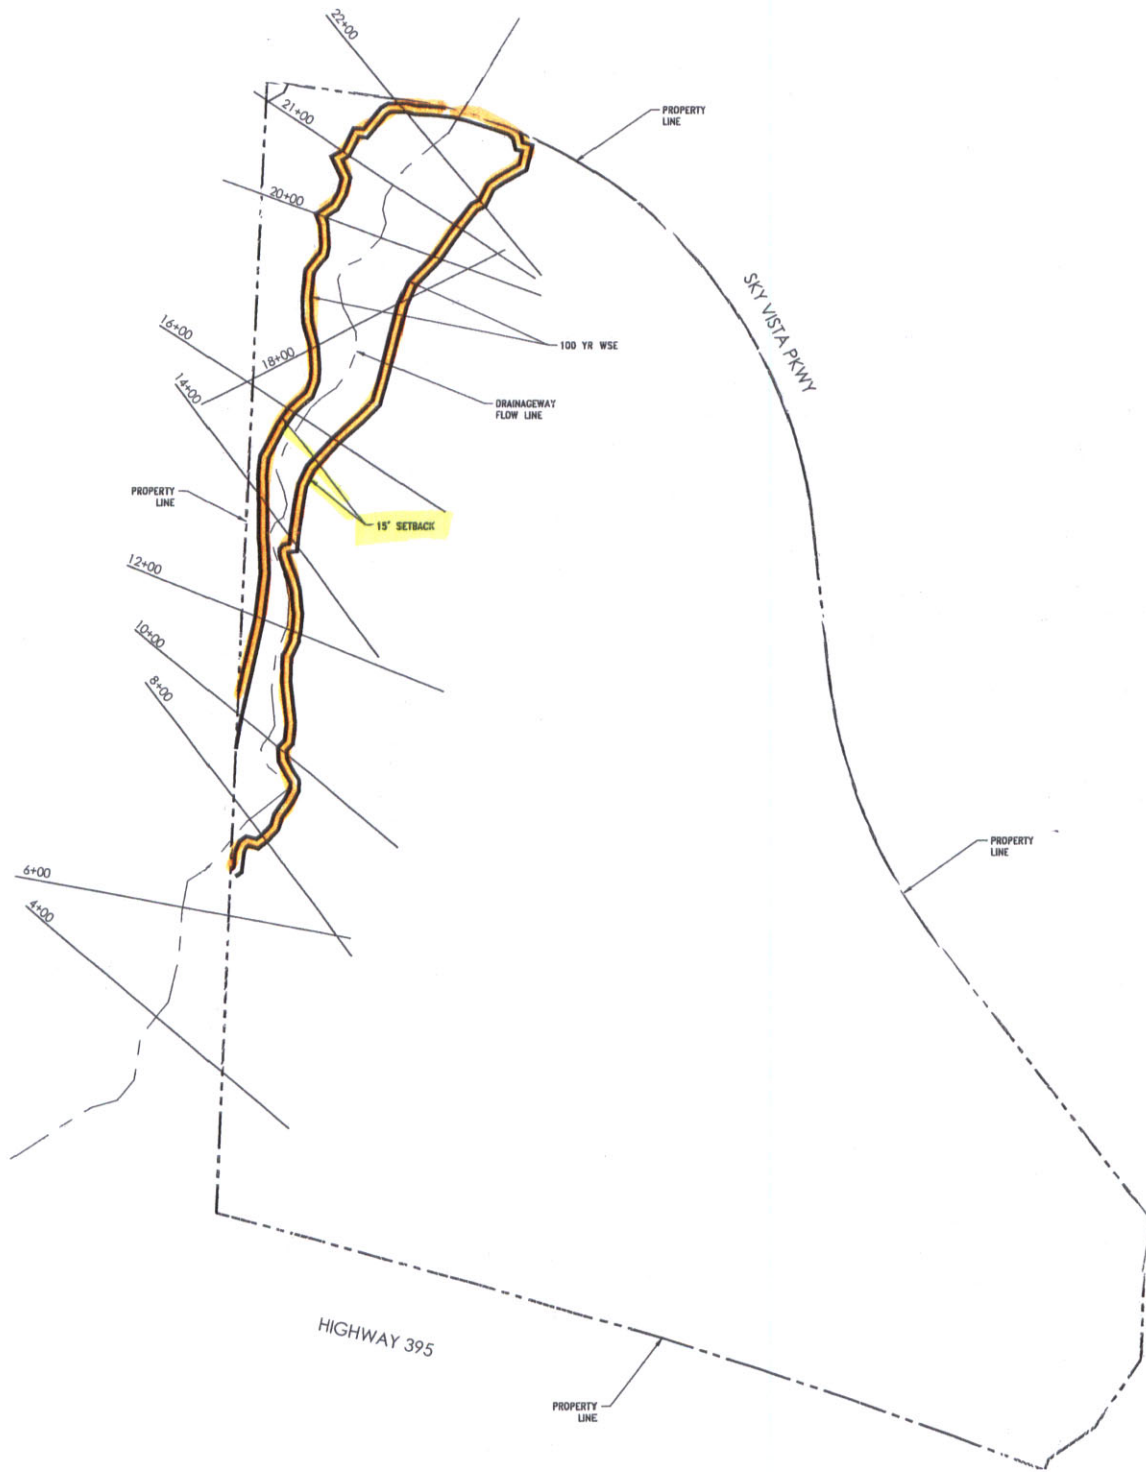 22+00
PROPERTY
LINE
21+00
20+00
SKY VISTA PKWY
16+00
100 YR WSE
18+00
14+00
DRAINAGEWAY
FLOW LINE
PROPERTY
LINE
15' SETBACK
12+00
10+00
8+00
PROPERTY
LINE
6+00
4+00
HIGHWAY 395
PROPERTY
LINE